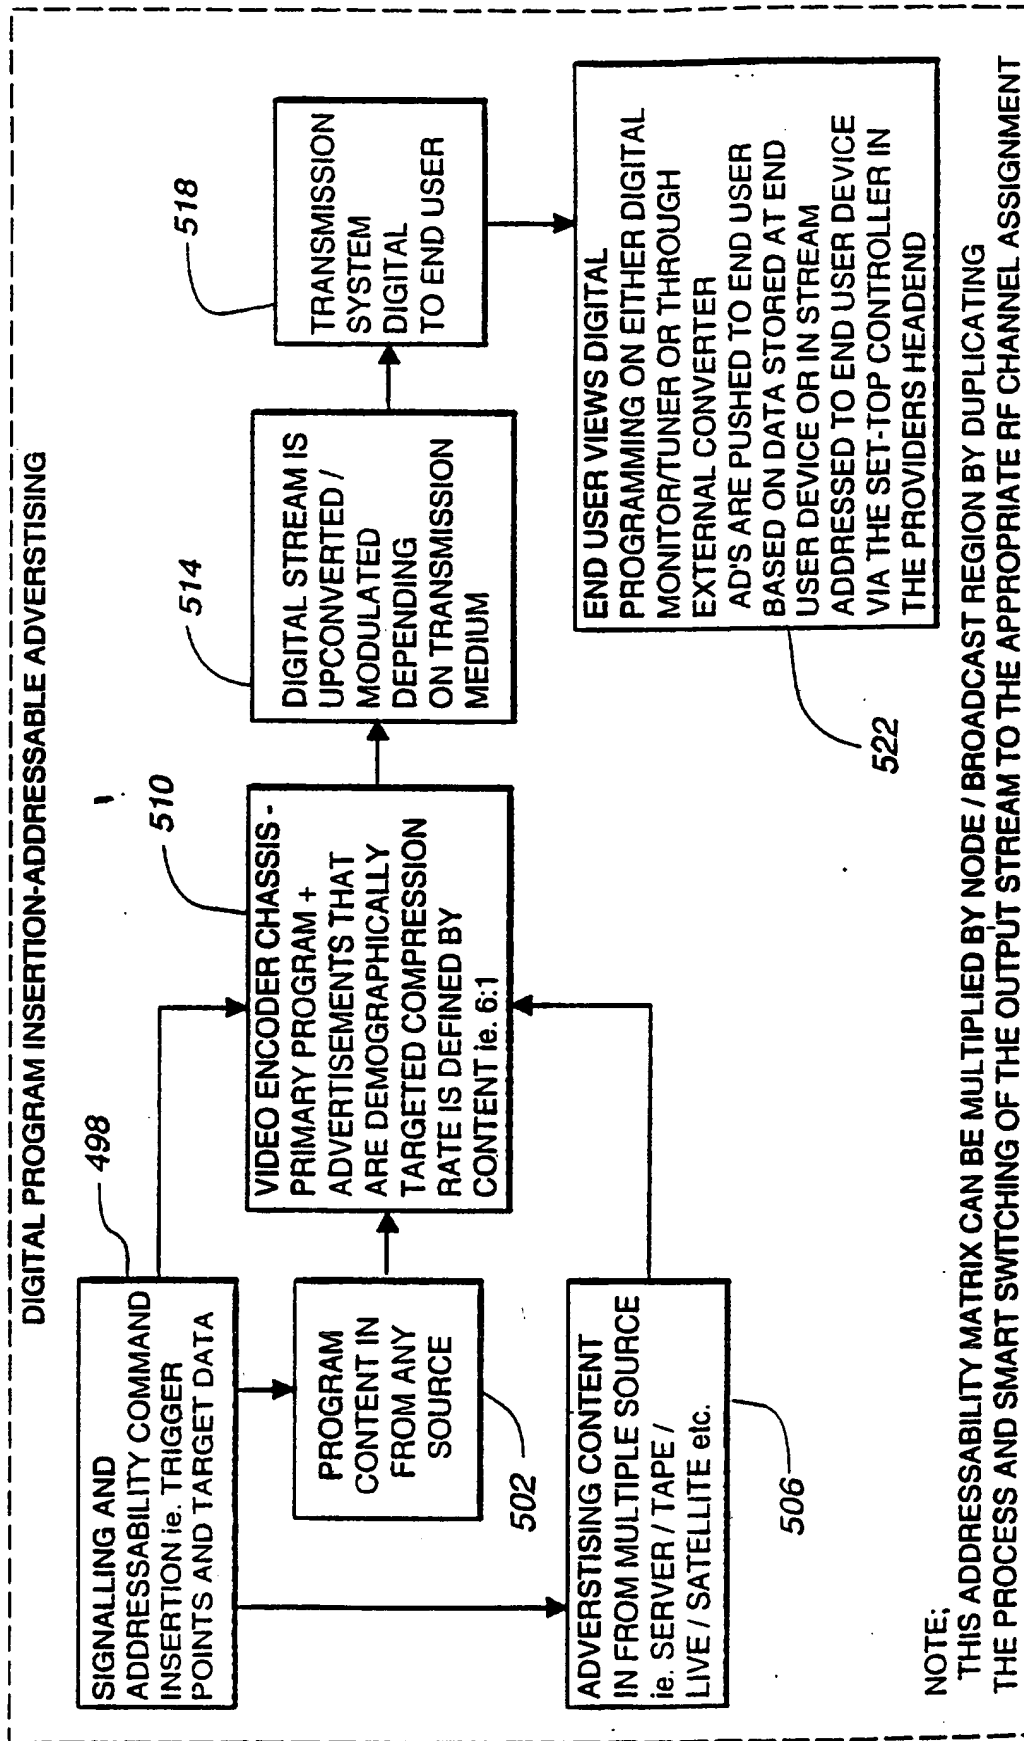 DIGITAL PROGRAM INSERTION-ADDRESSABLE ADVERSTISING
498
SIGNALLING AND
ADDRESSABILITY COMMAND
INSERTION ie. TRIGGER
POINTS AND TARGET DATA
PROGRAM
CONTENT IN
FROM ANY
SOURCE
502
ADVERSTISING CONTENT
IN FROM MULTIPLE SOURCE
ie. SERVER / TAPE /
LIVE / SATELLITE etc.
506
510
VIDEO ENCODER CHASSIS -
PRIMARY PROGRAM +
ADVERTISEMENTS THAT
ARE DEMOGRAPHICALLY
TARGETED COMPRESSION
RATE IS DEFINED BY
CONTENT ie. 6:1
514
DIGITAL STREAM IS
UPCONVERTED /
MODULATED
DEPENDING
ON TRANSMISSION
MEDIUM
518
TRANSMISSION
SYSTEM
DIGITAL
TO END USER
END USER VIEWS DIGITAL
PROGRAMMING ON EITHER DIGITAL
MONITOR/TUNER OR THROUGH
EXTERNAL CONVERTER
AD'S ARE PUSHED TO END USER
BASED ON DATA STORED AT END
USER DEVICE OR IN STREAM
ADDRESSED TO END USER DEVICE
VIA THE SET-TOP CONTROLLER IN
THE PROVIDERS HEADEND
522
NOTE;
THIS ADDRESSABILITY MATRIX CAN BE MULTIPLIED BY NODE / BROADCAST REGION BY DUPLICATING
THE PROCESS AND SMART SWITCHING OF THE OUTPUT STREAM TO THE APPROPRIATE RF CHANNEL ASSIGNMENT